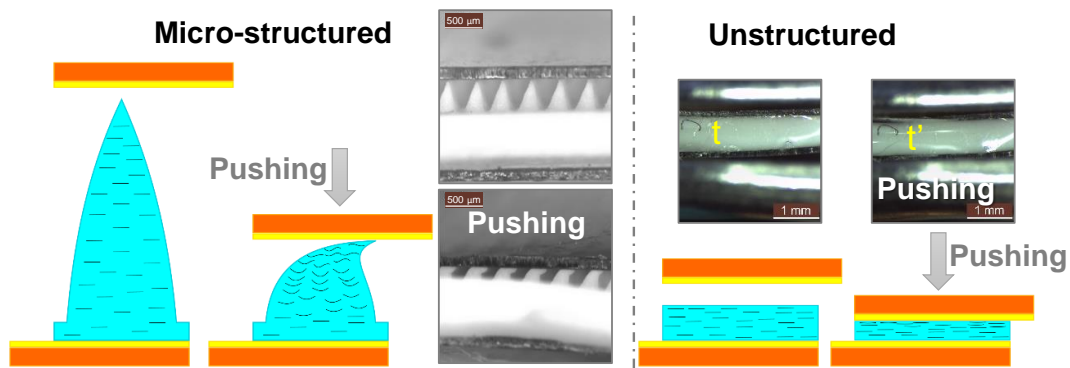 Micro-structured
500 µm
Pushing
500 µm
Pushing
Unstructured
t
1 mm
t’
Pushing
1 mm
Pushing